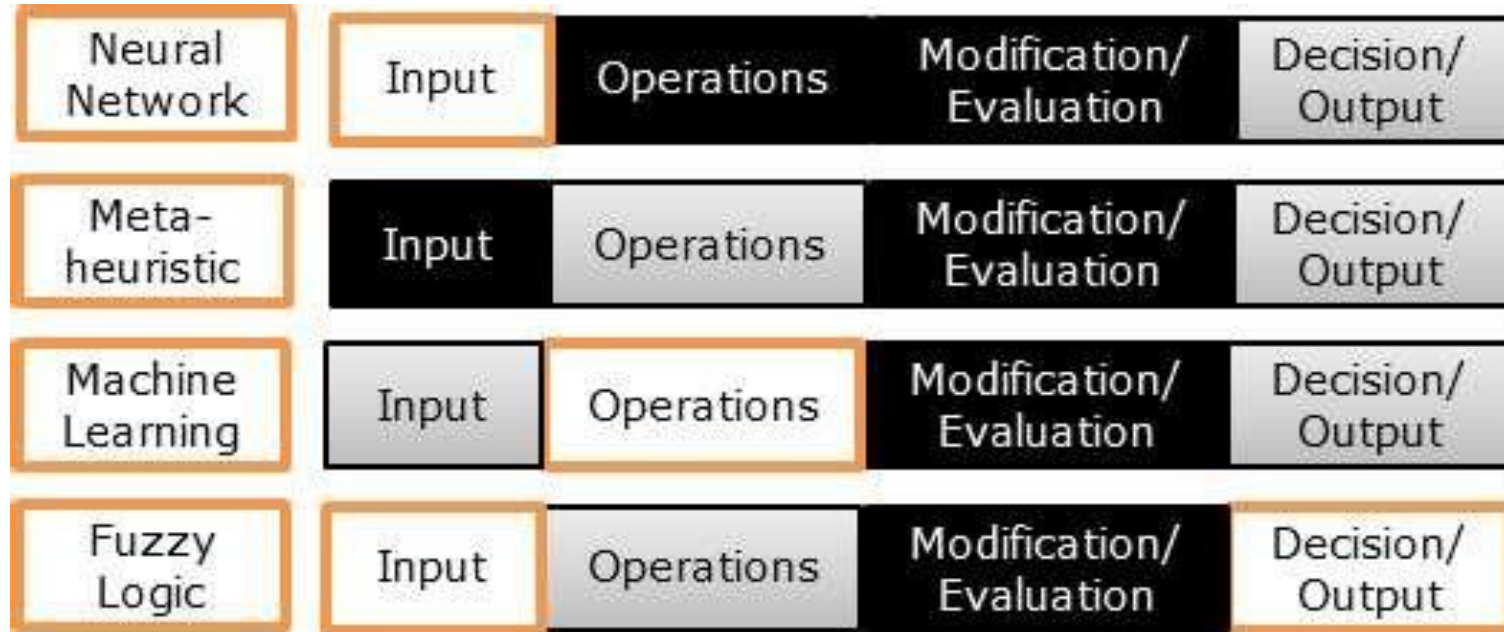 Neural
Network
Input
Operations
Modification/
Evaluation
Decision/
Output
Meta-
heuristic
Input
Operations
Modification/
Evaluation
Decision/
Output
Machine
Learning
Input
Operations
Modification/
Evaluation
Decision/
Output
Fuzzy
Logic
Input
Operations
Modification/
Evaluation
Decision/
Output